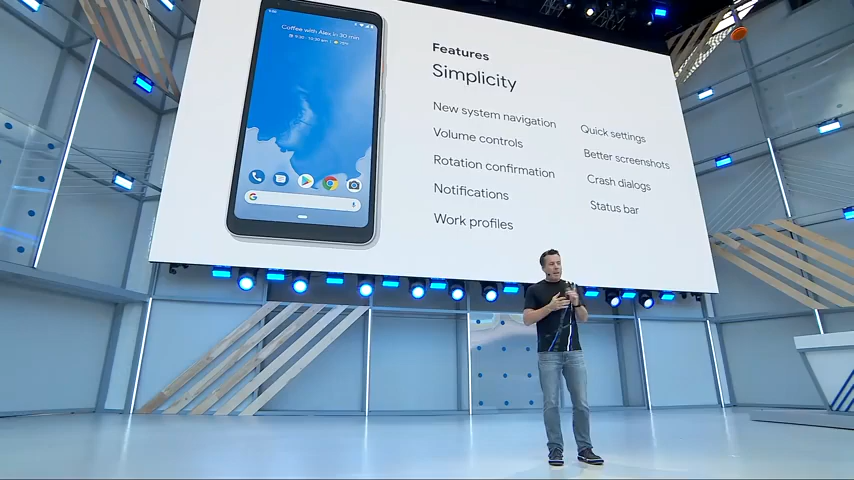 Coffee with Alex in 30 min
Features
Simplicity
New system navigation
Volume controls
Rotation confirmation
Notifications
Work profiles
Quick settings
Better screenshots
Crash dialogs
Status bar
G